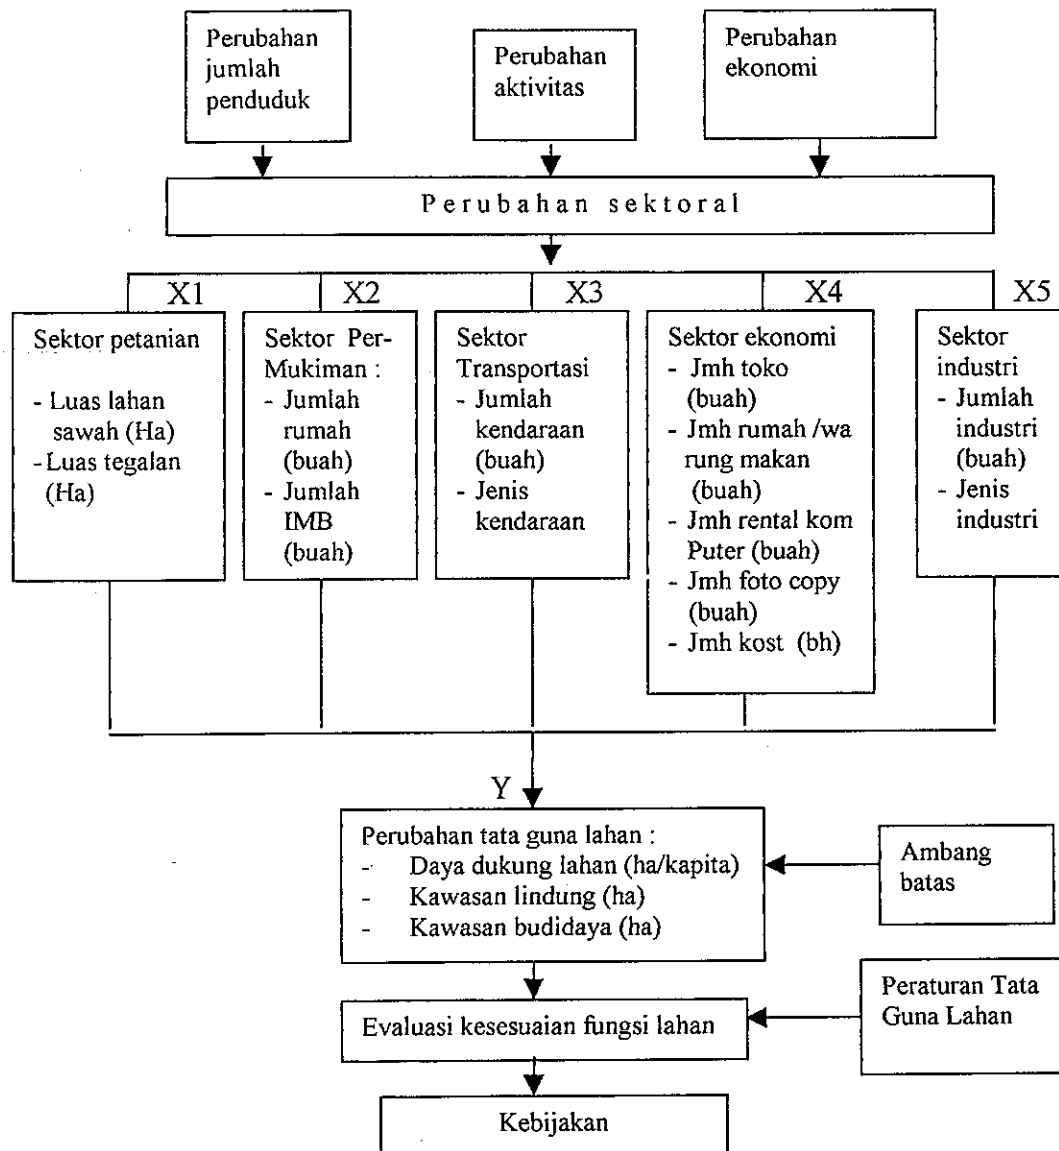 Perubahan
jumlah
penduduk
Perubahan
aktivitas
Perubahan
ekonomi
Perubahan sektoral
X1
X2
X3
X4
X5
Sektor petanian
- Luas lahan
sawah (Ha)
- Luas tegalan
(Ha)
Sektor Per-
Mukiman :
- Jumlah
rumah
(buah)
- Jumlah
IMB
(buah)
Sektor
Transportasi
- Jumlah
kendaraan
(buah)
- Jenis
kendaraan
Sektor ekonomi
- Jmh toko
(buah)
- Jmh rumah /wa
rung makan
(buah)
- Jmh rental kom
Puter (buah)
- Jmh foto copy
(buah)
- Jmh kost (bh)
Sektor
industri
- Jumlah
industri
(buah)
- Jenis
industri
Y
Perubahan tata guna lahan :
- Daya dukung lahan (ha/kapita)
- Kawasan lindung (ha)
- Kawasan budidaya (ha)
Ambang
batas
Evaluasi kesesuaian fungsi lahan
Peraturan Tata
Guna Lahan
Kebijakan